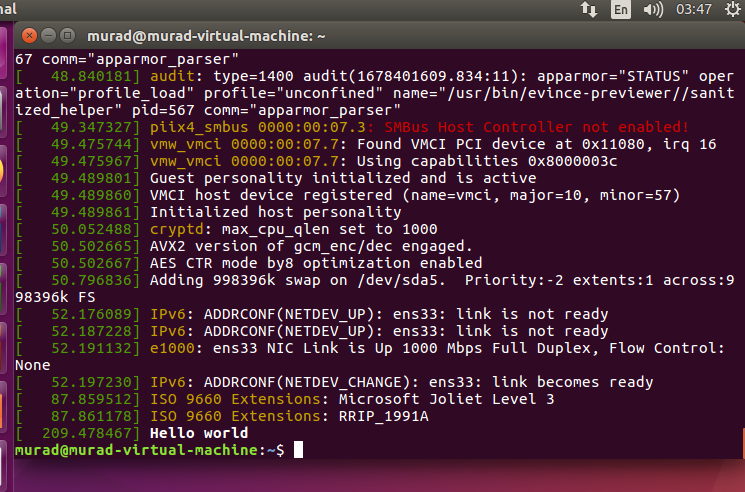 nal
En
03:47
murad@murad-virtual-machine: ~
67 comm="apparmor_parser"
[   48.840181] audit: type=1400 audit(1678401609.834:11): apparmor="STATUS" oper
ation="profile_load" profile="unconfined" name="/usr/bin/evince-previewer//sanit
ized_helper" pid=567 comm="apparmor_parser"
[   49.347327] piix4_smbus 0000:00:07.3: SMBus Host Controller not enabled!
[   49.475744] vmw_vmci 0000:00:07.7: Found VMCI PCI device at 0x11080, irq 16
[   49.475967] vmw_vmci 0000:00:07.7: Using capabilities 0x8000003c
[   49.489801] Guest personality initialized and is active
[   49.489860] VMCI host device registered (name=vmci, major=10, minor=57)
[   49.489861] Initialized host personality
[   50.052488] cryptd: max_cpu_qlen set to 1000
[   50.502665] AVX2 version of gcm_enc/dec engaged.
[   50.502667] AES CTR mode by8 optimization enabled
[   50.796836] Adding 998396k swap on /dev/sda5.  Priority:-2 extents:1 across:9
98396k FS
[   52.176089] IPv6: ADDRCONF(NETDEV_UP): ens33: link is not ready
[   52.187228] IPv6: ADDRCONF(NETDEV_UP): ens33: link is not ready
[   52.191132] e1000: ens33 NIC Link is Up 1000 Mbps Full Duplex, Flow Control: 
None
[   52.197230] IPv6: ADDRCONF(NETDEV_CHANGE): ens33: link becomes ready
[   87.859512] ISO 9660 Extensions: Microsoft Joliet Level 3
[   87.861178] ISO 9660 Extensions: RRIP_1991A
[  209.478467] Hello world
murad@murad-virtual-machine:~$